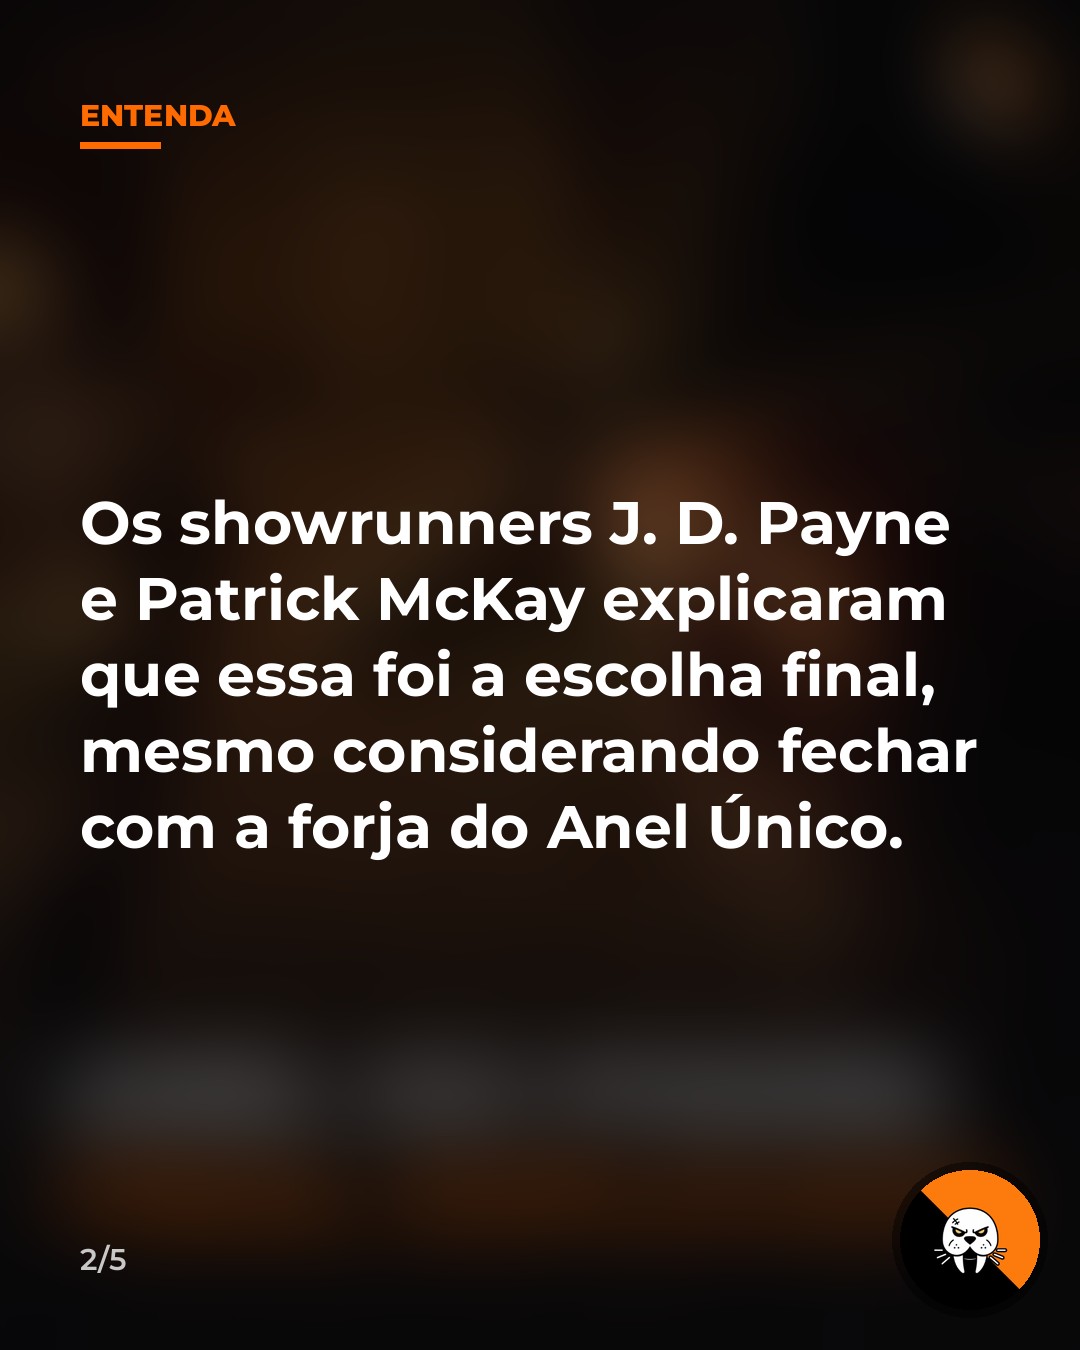 ENTENDA
Os showrunners J. D. Payne
e Patrick McKay explicaram
que essa foi a escolha final,
mesmo considerando fechar
com a forja do Anel Único.
2/5